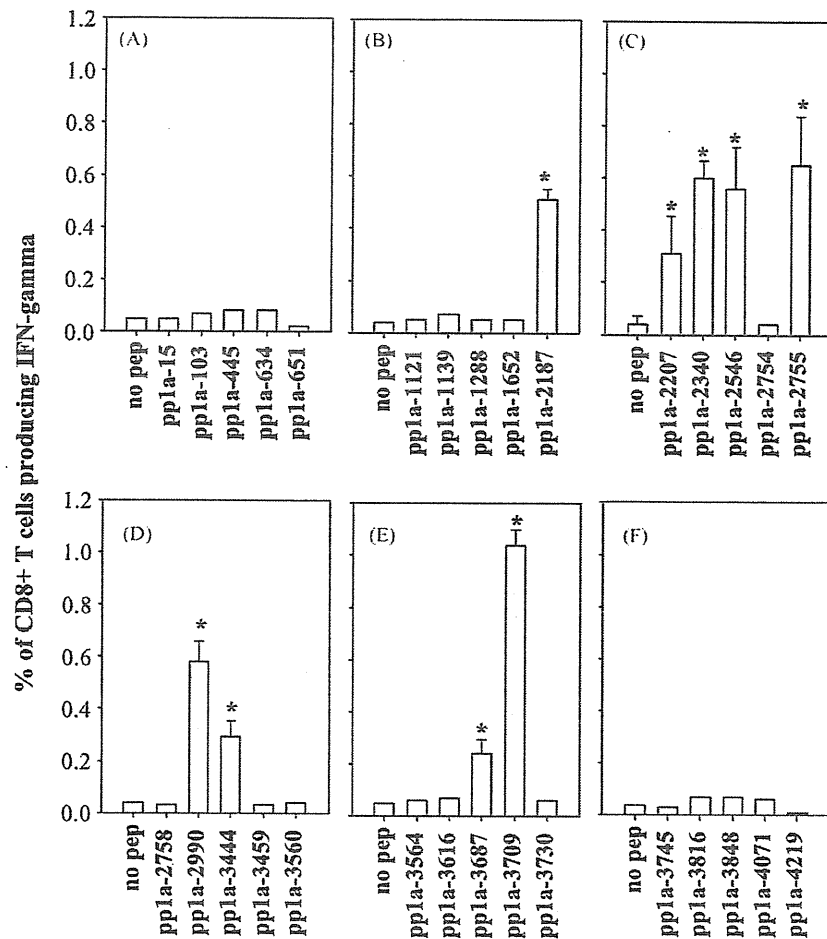 % of CD8+ T cells producing IFN-gamma
1.2
1.0
0.8
0.6
0.4
0.2
0.0
(A)
no pep
pp1a-15
pp1a-103
pp1a-445
pp1a-634
pp1a-651
(B)
*
no pep
pp1a-1121
pp1a-1139
pp1a-1288
pp1a-1652
pp1a-2187
(C)
*
*
*
*
no pep
pp1a-2207
pp1a-2340
pp1a-2546
pp1a-2754
pp1a-2755
1.2
1.0
0.8
0.6
0.4
0.2
0.0
(D)
*
*
no pep
pp1a-2758
pp1a-2990
pp1a-3444
pp1a-3459
pp1a-3560
(E)
*
*
no pep
pp1a-3564
pp1a-3616
pp1a-3687
pp1a-3709
pp1a-3730
(F)
no pep
pp1a-3745
pp1a-3816
pp1a-3848
pp1a-4071
pp1a-4219